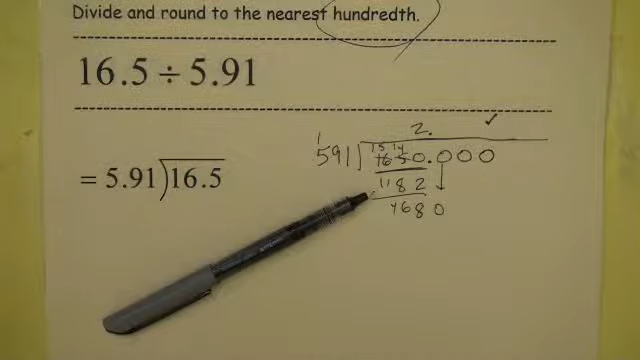 Divide and round to the nearest hundredth.
16.5 ÷ 5.91
= 5.91)16.5
2.
591)1650.000
1182
4680